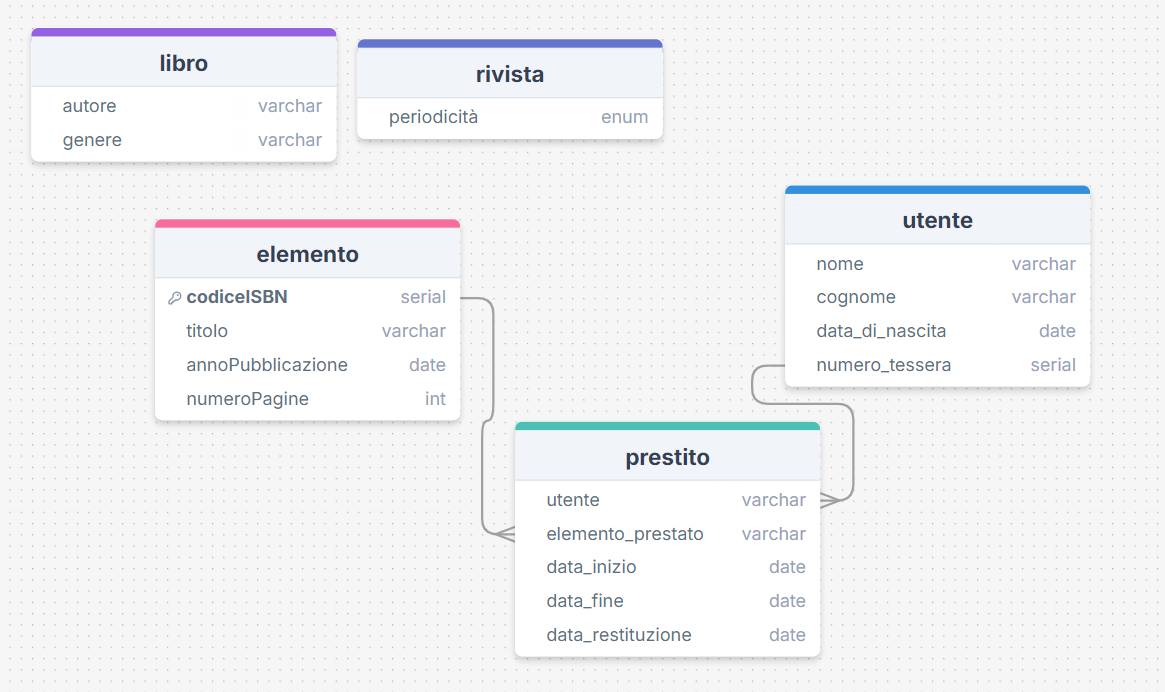 libro
autore varchar
genere varchar
rivista
periodicità enum
elemento
codiceISBN serial
titolo varchar
annoPubblicazione date
numeroPagine int
utente
nome varchar
cognome varchar
data_di_nascita date
numero_tessera serial
prestito
utente varchar
elemento_prestato varchar
data_inizio date
data_fine date
data_restituzione date